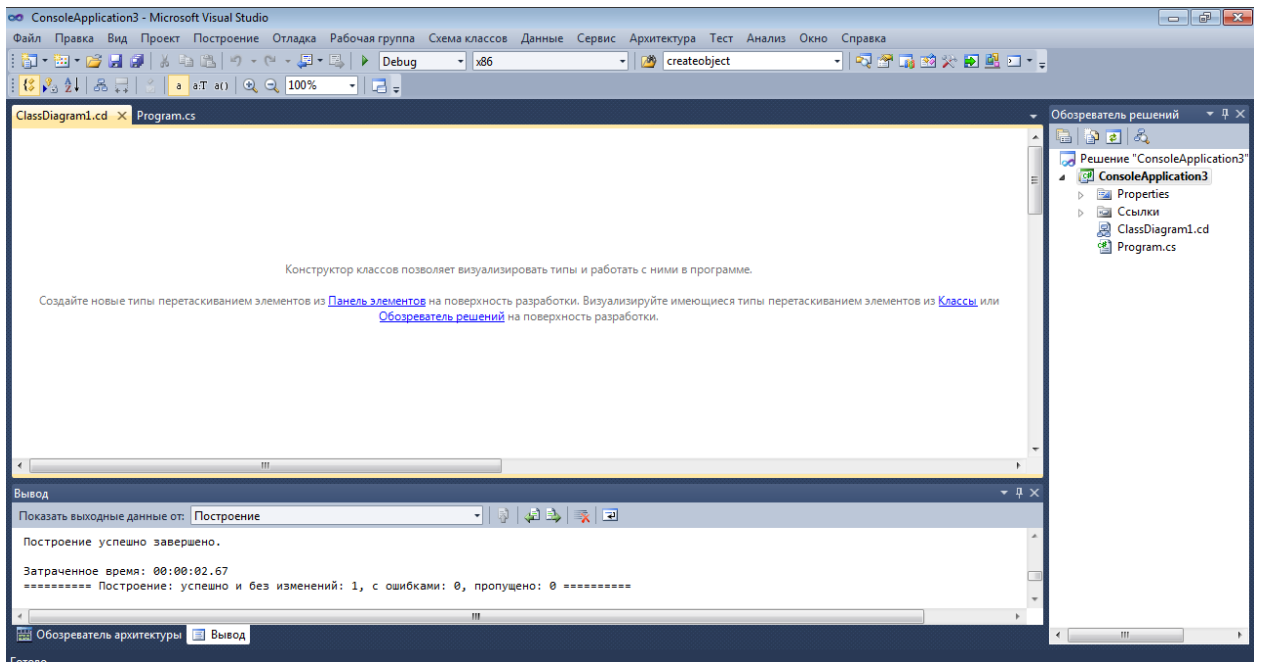 ConsoleApplication3 - Microsoft Visual Studio
Файл Правка Вид Проект Построение Отладка Рабочая группа Схема классов Данные Сервис Архитектура Тест Анализ Окно Справка
Debug x86 createobject
a a:T a() 100%
ClassDiagram1.cd Program.cs
Конструктор классов позволяет визуализировать типы и работать с ними в программе.
Создайте новые типы перетаскиванием элементов из Панель элементов на поверхность разработки. Визуализируйте имеющиеся типы перетаскиванием элементов из Классы или
Обозреватель решений на поверхность разработки.
Обозреватель решений
Решение "ConsoleApplication3"
ConsoleApplication3
Properties
Ссылки
ClassDiagram1.cd
Program.cs
Вывод
Показать выходные данные от: Построение
Построение успешно завершено.
Затраченное время: 00:00:02.67
========== Построение: успешно и без изменений: 1, с ошибками: 0, пропущено: 0 ==========
Обозреватель архитектуры Вывод
Готово